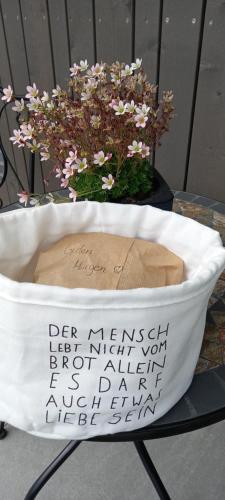 Guten
Morgen ♡
DER MENSCH
LEBT NICHT VOM
BROT ALLEIN
ES DARF
AUCH ETWAS
LIEBE SEIN